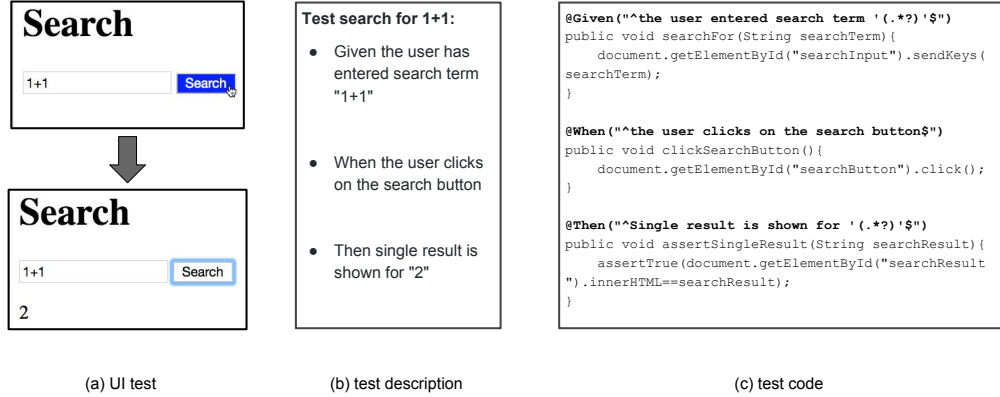 Search
1+1 Search
Search
1+1 Search
2
(a) UI test
Test search for 1+1:
● Given the user has
entered search term
"1+1"
● When the user clicks
on the search button
● Then single result is
shown for "2"
(b) test description
@Given("^the user entered search term '(.*?)'$")
public void searchFor(String searchTerm){
    document.getElementById("searchInput").sendKeys(
searchTerm);
}
@When("^the user clicks on the search button$")
public void clickSearchButton(){
    document.getElementById("searchButton").click();
}
@Then("^Single result is shown for '(.*?)'$")
public void assertSingleResult(String searchResult){
    assertTrue(document.getElementById("searchResult
").innerHTML==searchResult);
}
(c) test code